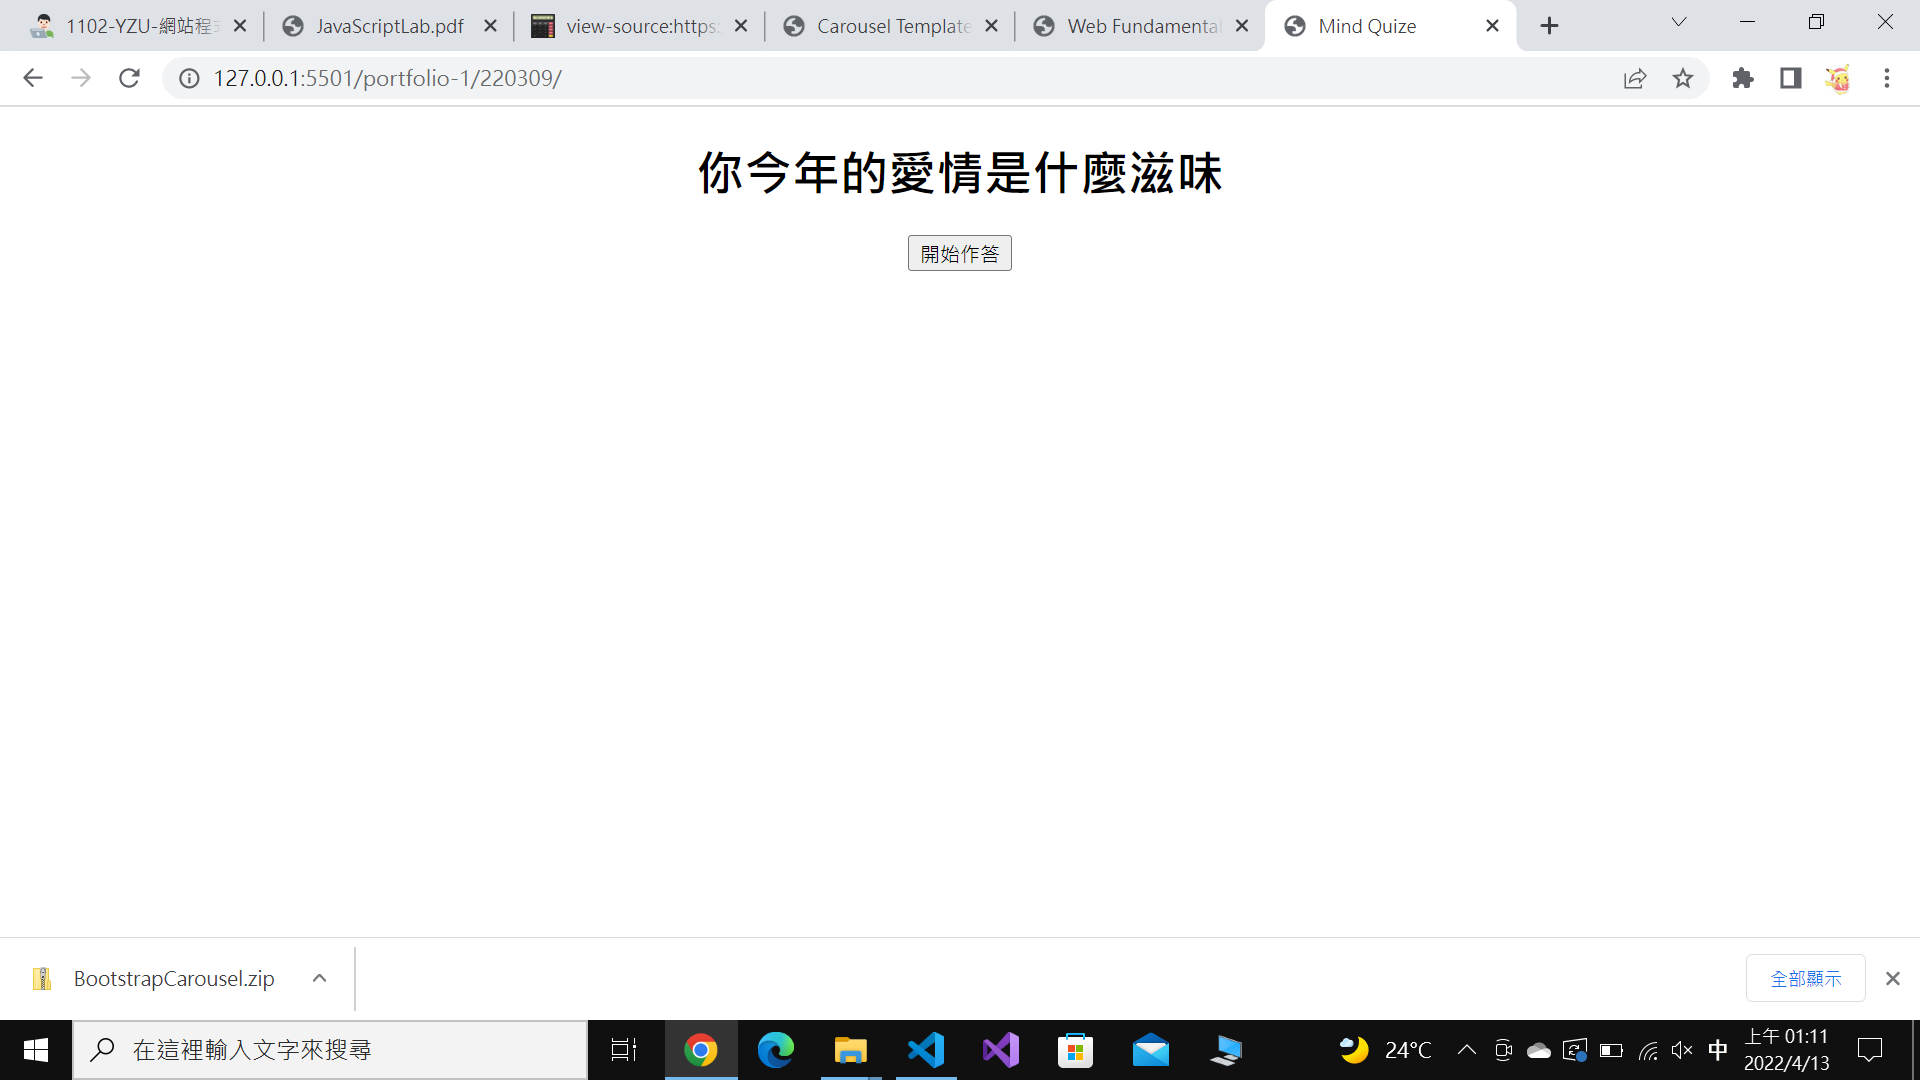 1102-YZU-網站程
JavaScriptLab.pdf
view-source:https:
Carousel Template
Web Fundamental
Mind Quize
127.0.0.1:5501/portfolio-1/220309/
你今年的愛情是什麼滋味
開始作答
BootstrapCarousel.zip
全部顯示
在這裡輸入文字來搜尋
24°C
中
上午 01:11
2022/4/13